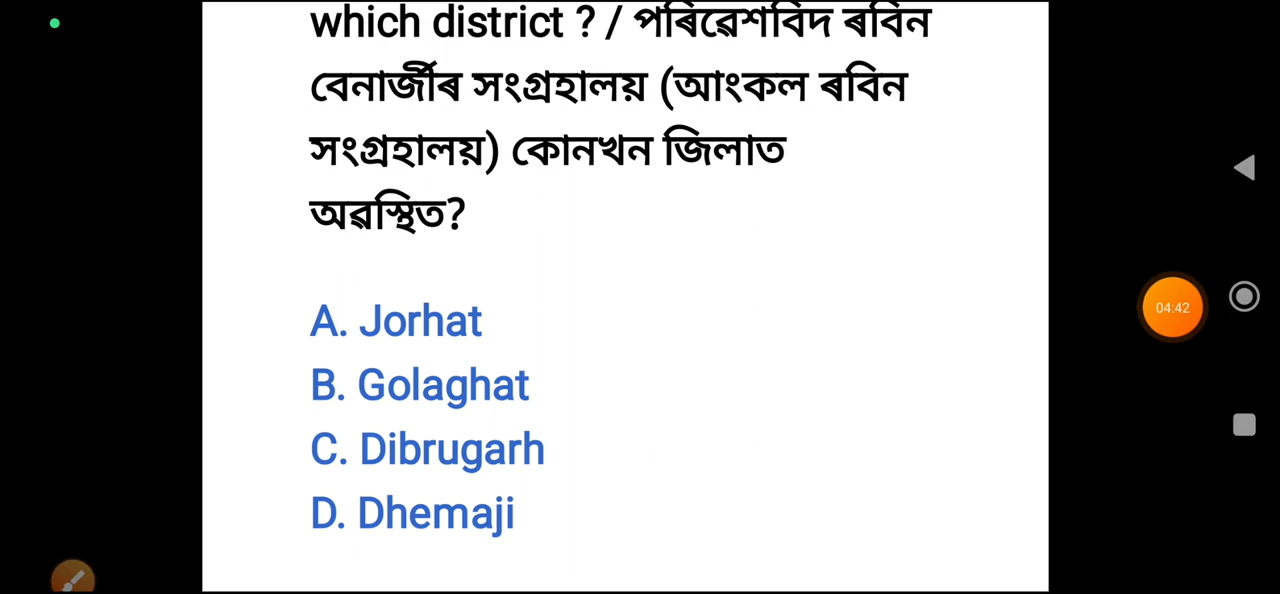 which district ? / পৰিৱেশবিদ ৰবিন
বেনাৰ্জীৰ সংগ্ৰহালয় (আংকল ৰবিন
সংগ্ৰহালয়) কোনখন জিলাত
অৱস্থিত?
A. Jorhat
B. Golaghat
C. Dibrugarh
D. Dhemaji
04:42